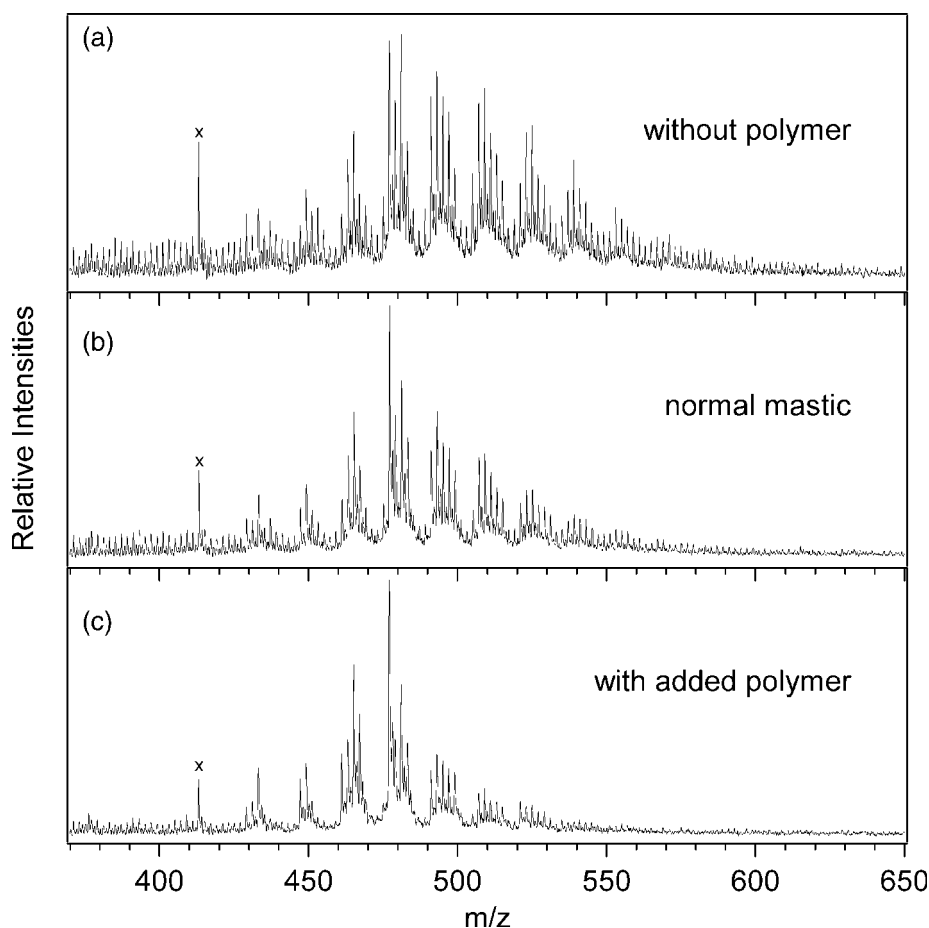 (a)
x
without polymer
(b)
x
normal mastic
(c)
x
with added polymer
Relative Intensities
400 450 500 550 600 650
m/z